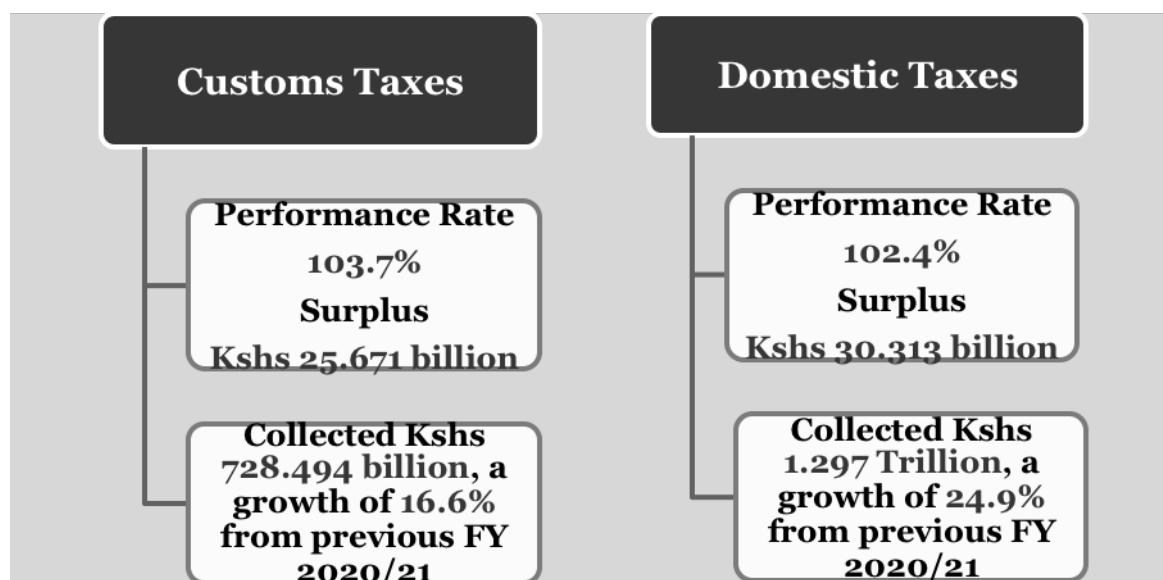 Customs Taxes
Performance Rate
103.7%
Surplus
Kshs 25.671 billion
Collected Kshs
728.494 billion, a
growth of 16.6%
from previous FY
2020/21
Domestic Taxes
Performance Rate
102.4%
Surplus
Kshs 30.313 billion
Collected Kshs
1.297 Trillion, a
growth of 24.9%
from previous FY
2020/21